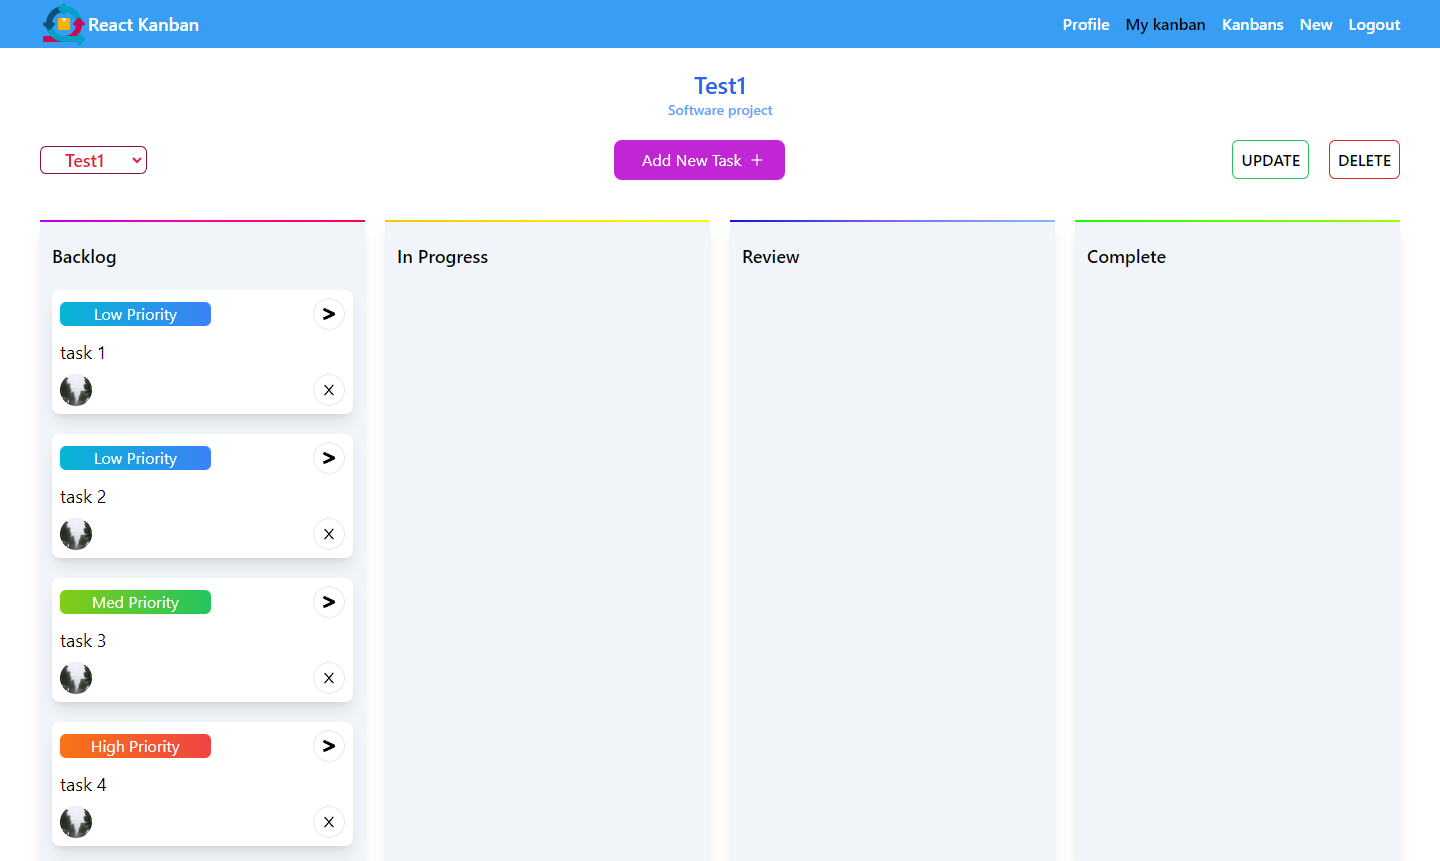 React Kanban
Profile My kanban Kanbans New Logout
Test1
Software project
Test1
Add New Task +
UPDATE
DELETE
Backlog
Low Priority >
task 1
X
Low Priority >
task 2
X
Med Priority >
task 3
X
High Priority >
task 4
X
In Progress
Review
Complete